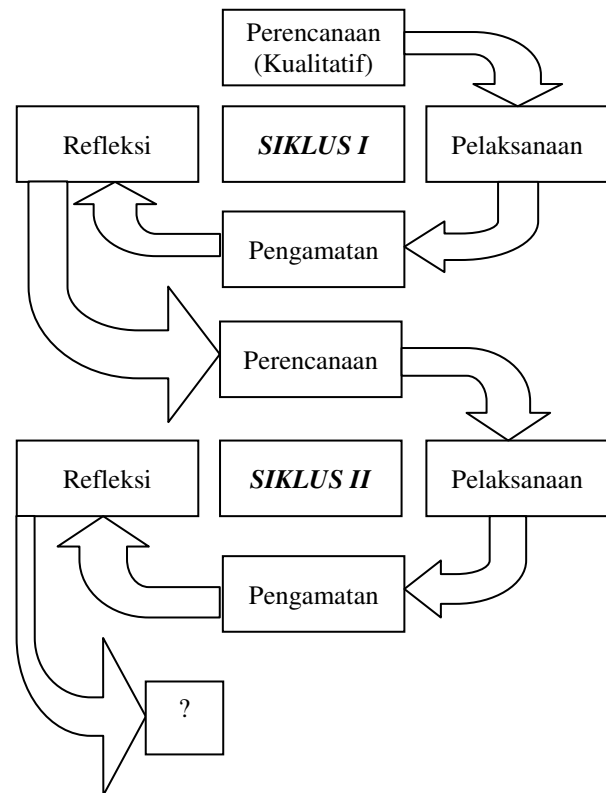 Perencanaan
(Kualitatif)
Refleksi
SIKLUS I
Pelaksanaan
Pengamatan
Perencanaan
Refleksi
SIKLUS II
Pelaksanaan
Pengamatan
?